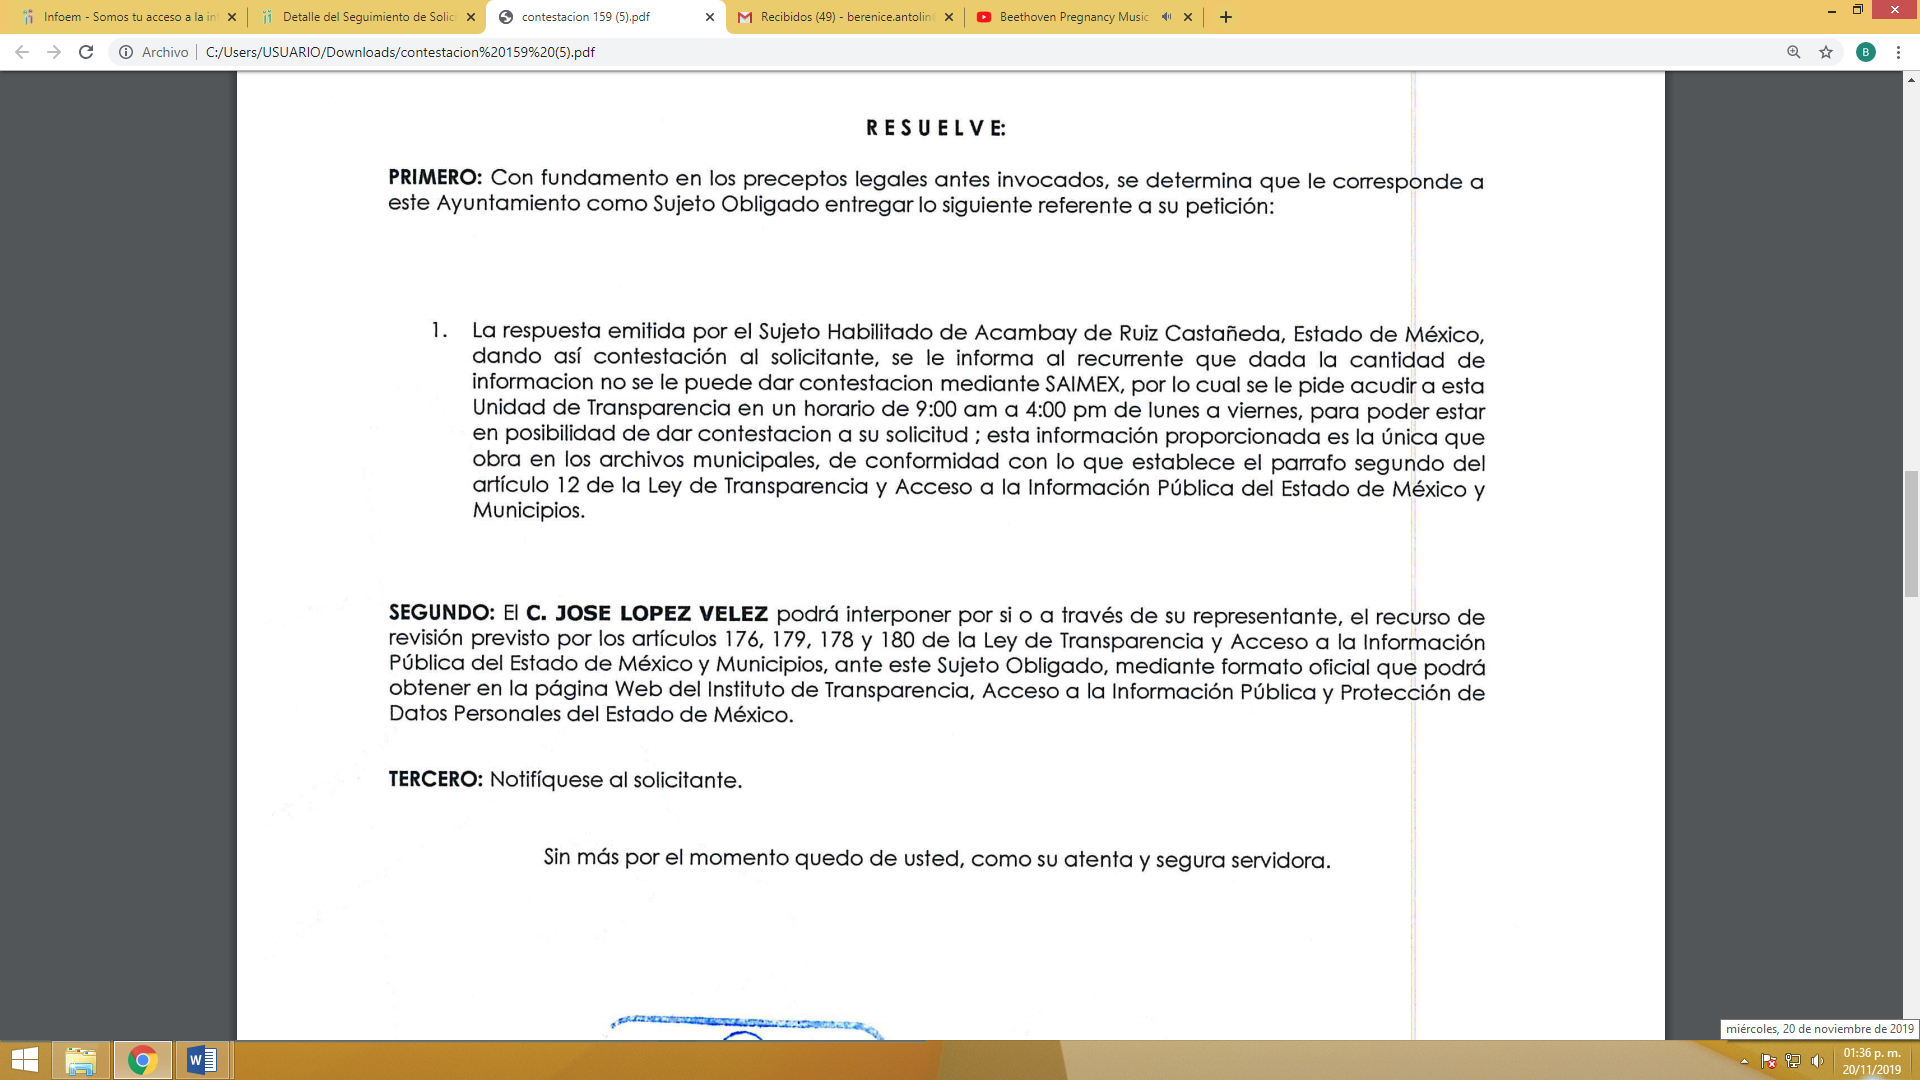 Infoem - Somos tu acceso a la in
Detalle del Seguimiento de Solic
contestacion 159 (5).pdf
Recibidos (49) - berenice.antolin
Beethoven Pregnancy Music
Archivo
C:/Users/USUARIO/Downloads/contestacion%20159%20(5).pdf
B
R E S U E L V E:
PRIMERO: Con fundamento en los preceptos legales antes invocados, se determina que le corresponde a
este Ayuntamiento como Sujeto Obligado entregar lo siguiente referente a su petición:
1. La respuesta emitida por el Sujeto Habilitado de Acambay de Ruiz Castañeda, Estado de México,
dando así contestación al solicitante, se le informa al recurrente que dada la cantidad de
informacion no se le puede dar contestacion mediante SAIMEX, por lo cual se le pide acudir a esta
Unidad de Transparencia en un horario de 9:00 am a 4:00 pm de lunes a viernes, para poder estar
en posibilidad de dar contestacion a su solicitud ; esta información proporcionada es la única que
obra en los archivos municipales, de conformidad con lo que establece el parrafo segundo del
artículo 12 de la Ley de Transparencia y Acceso a la Información Pública del Estado de México y
Municipios.
SEGUNDO: El C. JOSE LOPEZ VELEZ podrá interponer por si o a través de su representante, el recurso de
revisión previsto por los artículos 176, 179, 178 y 180 de la Ley de Transparencia y Acceso a la Información
Pública del Estado de México y Municipios, ante este Sujeto Obligado, mediante formato oficial que podrá
obtener en la página Web del Instituto de Transparencia, Acceso a la Información Pública y Protección de
Datos Personales del Estado de México.
TERCERO: Notifíquese al solicitante.
Sin más por el momento quedo de usted, como su atenta y segura servidora.
miércoles, 20 de noviembre de 2019
01:36 p. m.
20/11/2019